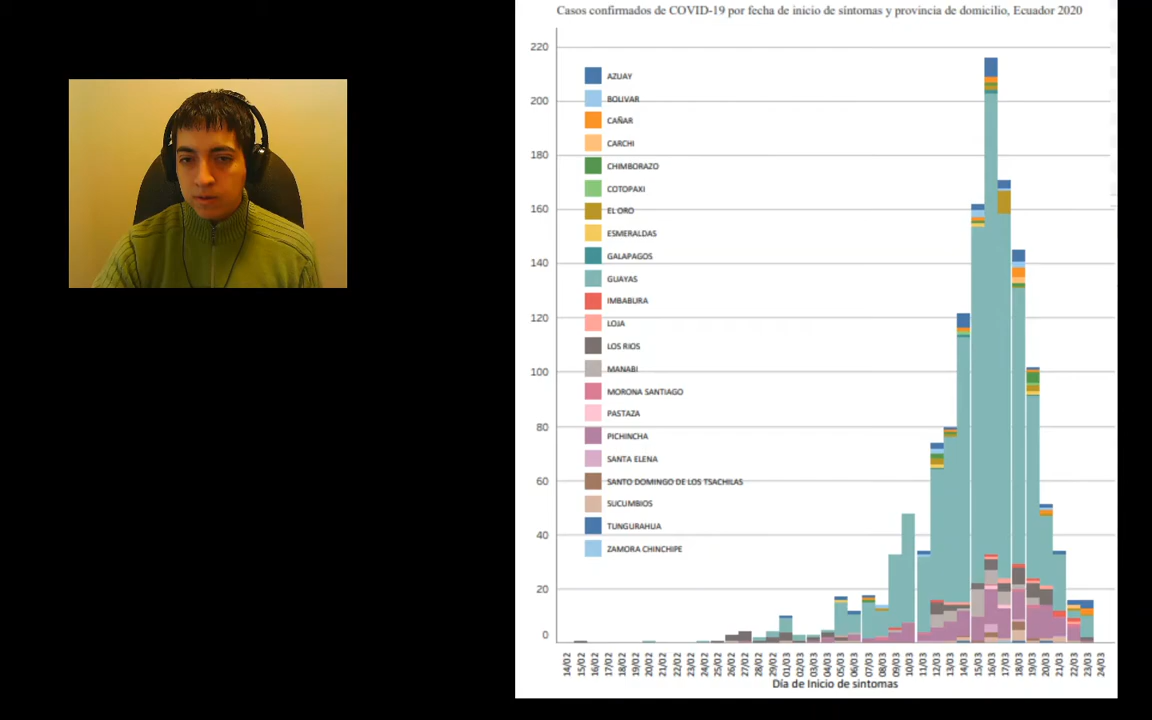 Casos confirmados de COVID-19 por fecha de inicio de síntomas y provincia de domicilio, Ecuador 2020
220
200
180
160
140
120
100
80
60
40
20
0
AZUAY
BOLIVAR
CAÑAR
CARCHI
CHIMBORAZO
COTOPAXI
EL ORO
ESMERALDAS
GALAPAGOS
GUAYAS
IMBABURA
LOJA
LOS RIOS
MANABI
MORONA SANTIAGO
PASTAZA
PICHINCHA
SANTA ELENA
SANTO DOMINGO DE LOS TSACHILAS
SUCUMBIOS
TUNGURAHUA
ZAMORA CHINCHIPE
14/02 15/02 16/02 17/02 18/02 19/02 20/02 21/02 22/02 23/02 24/02 25/02 26/02 27/02 28/02 29/02 01/03 02/03 03/03 04/03 05/03 06/03 07/03 08/03 09/03 10/03 11/03 12/03 13/03 14/03 15/03 16/03 17/03 18/03 19/03 20/03 21/03 22/03 23/03 24/03
Día de Inicio de sintomas